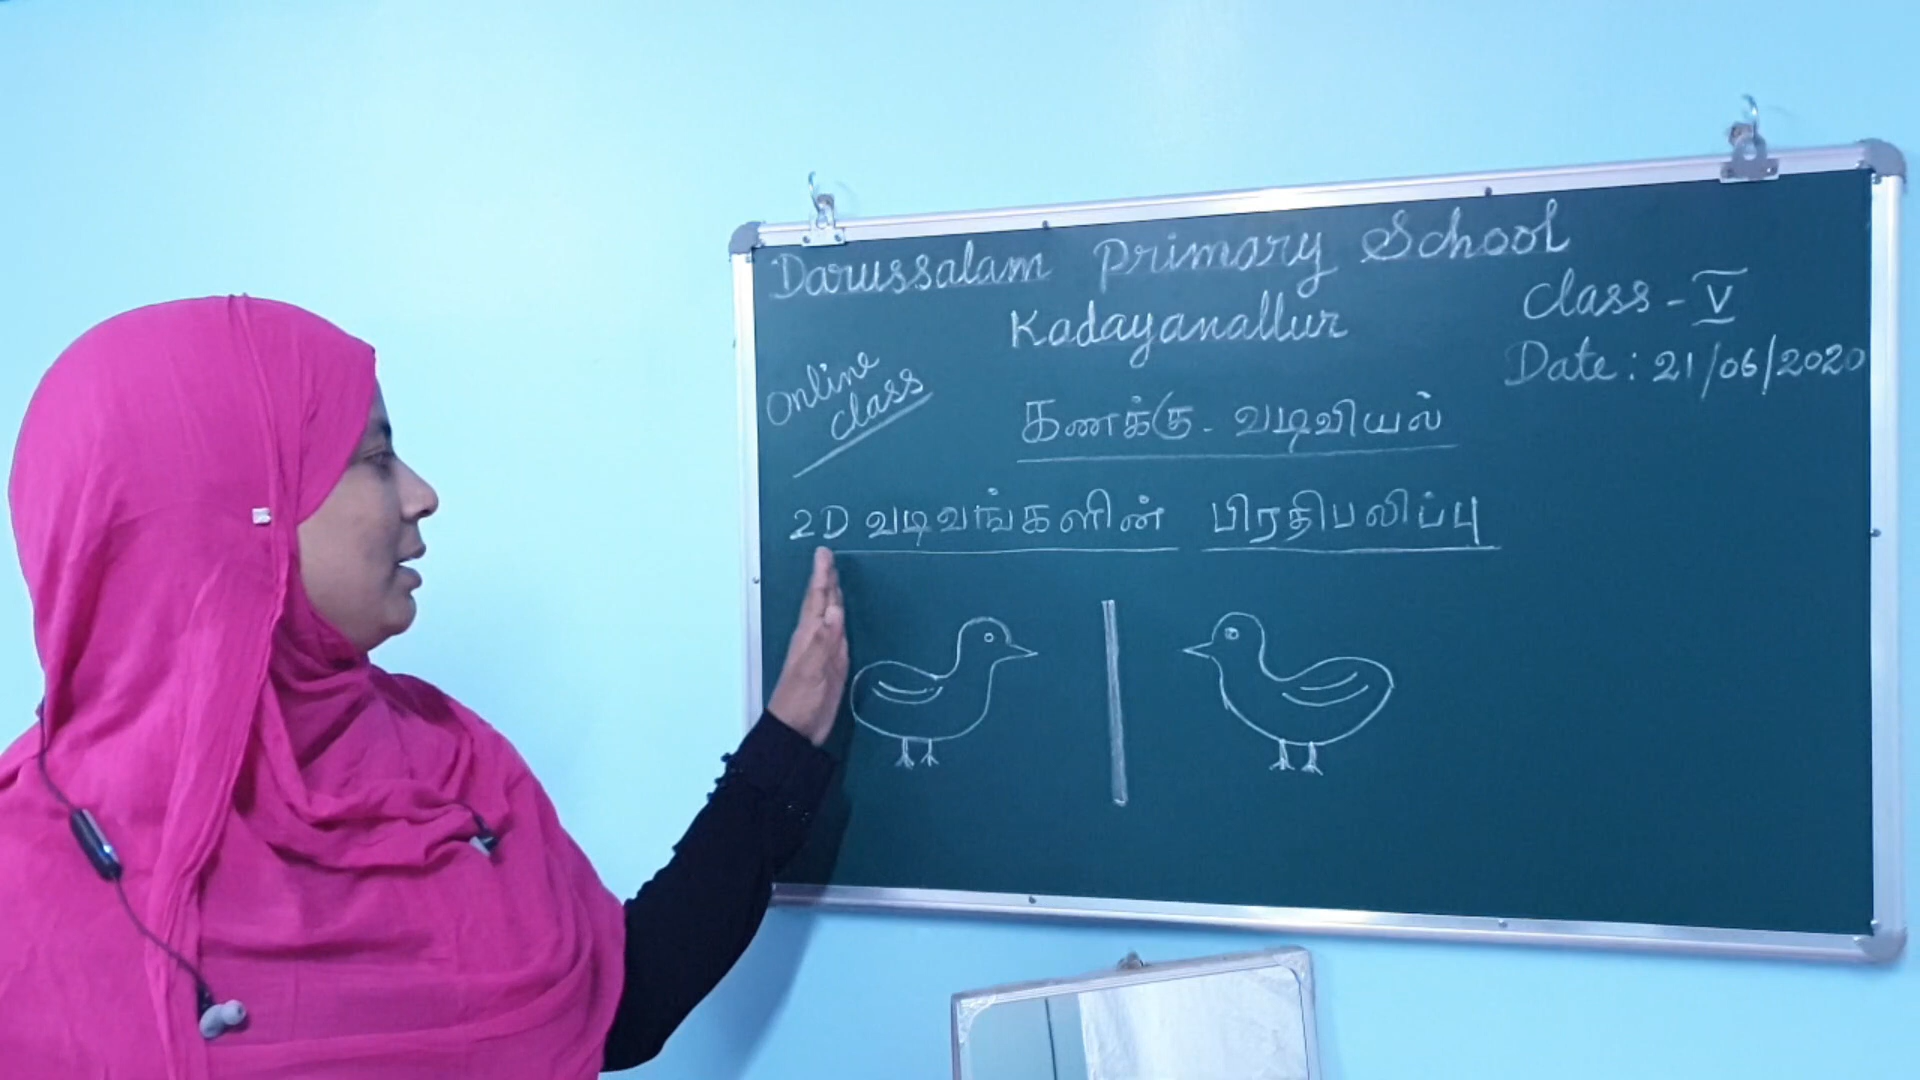 Darussalam Primary School
Kadayanallur
Class - V
Date: 21/06/2020
Online
class
கணக்கு - வடிவியல்
2D வடிவங்களின் பிரதிபலிப்பு